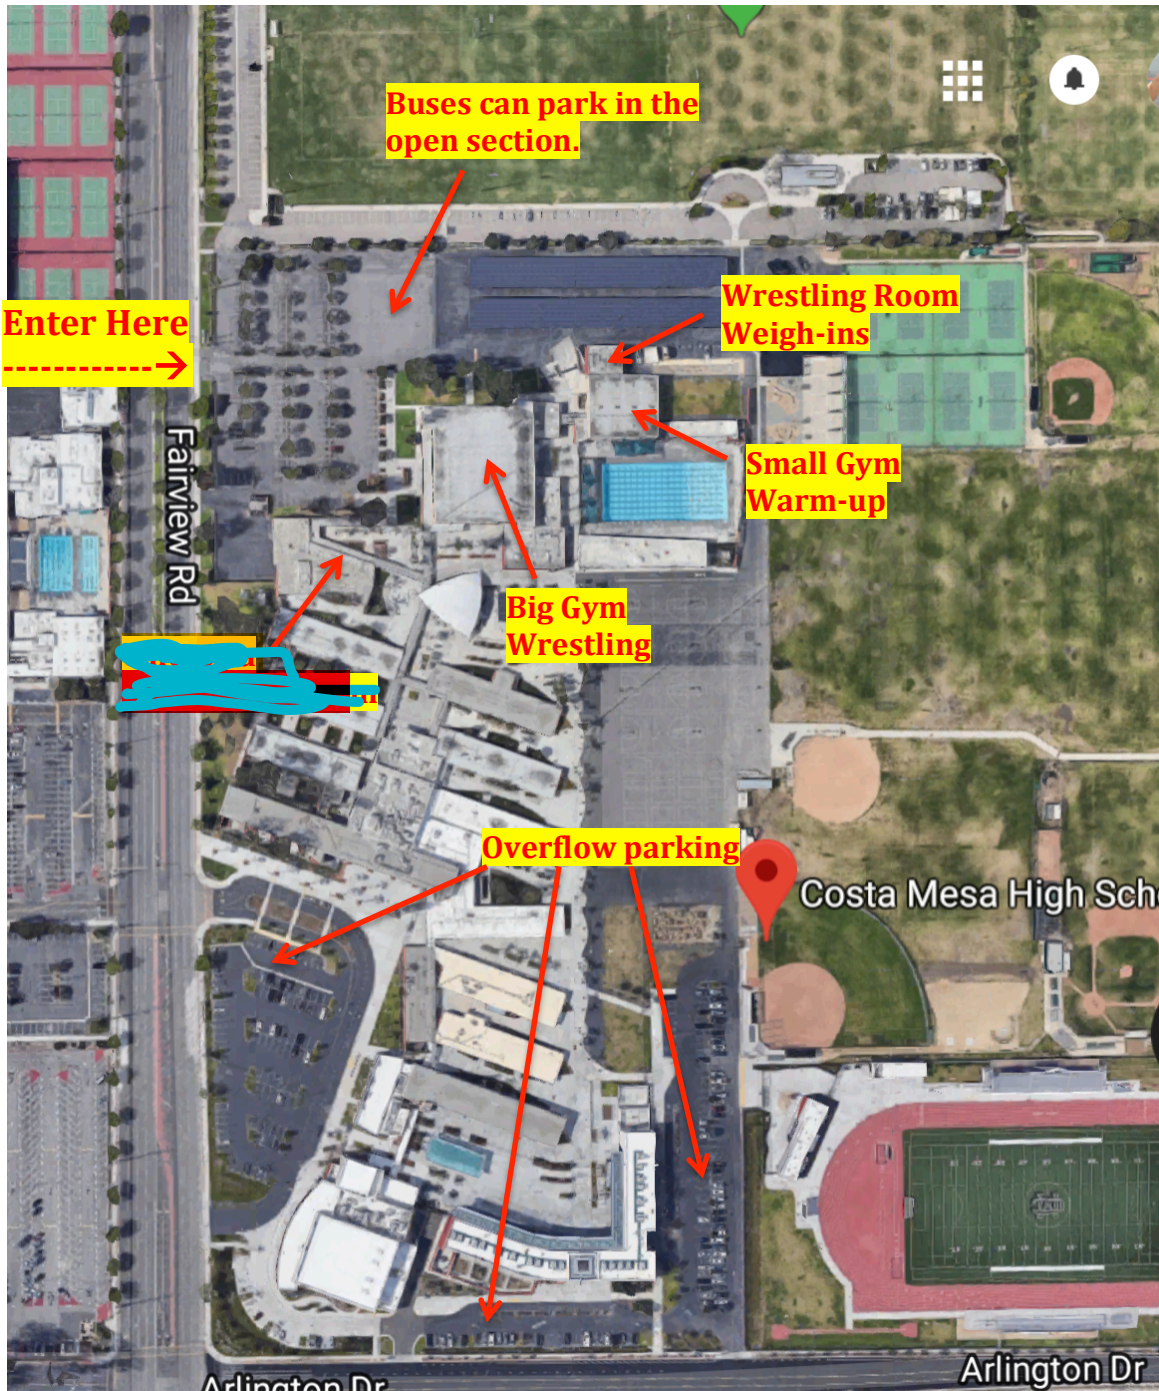 Buses can park in the
open section.
Enter Here
------------→
Wrestling Room
Weigh-ins
Small Gym
Warm-up
Fairview Rd
Big Gym
Wrestling
Overflow parking
Costa Mesa High Sch
Arlington Dr
Arlington Dr